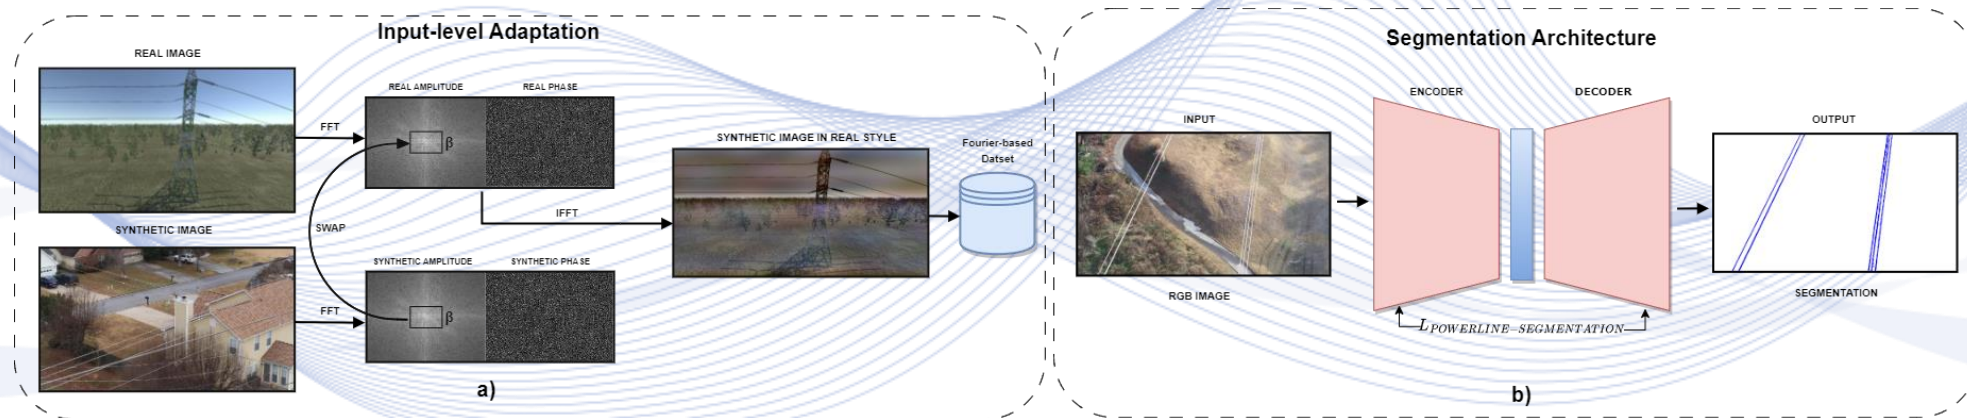 Input-level Adaptation
REAL IMAGE
REAL AMPLITUDE
REAL PHASE
FFT
β
SWAP
IFFT
SYNTHETIC IMAGE IN REAL STYLE
Fourier-based
Datset
SYNTHETIC IMAGE
SYNTHETIC AMPLITUDE
SYNTHETIC PHASE
FFT
β
a)
Segmentation Architecture
INPUT
RGB IMAGE
ENCODER
DECODER
L POWERLINE-SEGMENTATION
OUTPUT
SEGMENTATION
b)